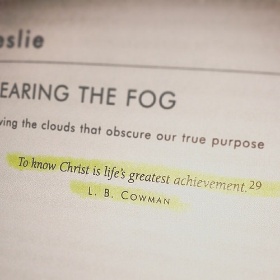 eslie
EARING THE FOG
ving the clouds that obscure our true purpose
To know Christ is life's greatest achievement.29
L. B. COWMAN